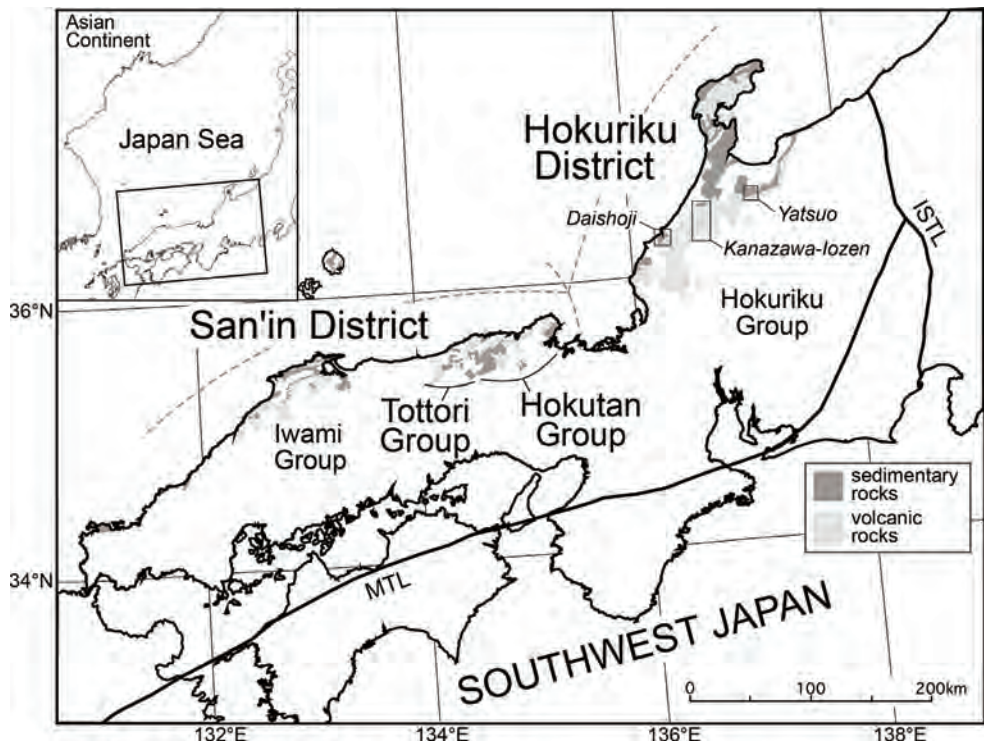 Asian
Continent
Japan Sea
Hokuriku
District
Daishoji
Yatsuo
Kanazawa-Iozen
ISTL
Hokuriku
Group
36°N
San'in District
Tottori
Group
Hokutan
Group
Iwami
Group
sedimentary
rocks
volcanic
rocks
34°N
MTL
SOUTHWEST JAPAN
0 100 200km
132°E 134°E 136°E 138°E